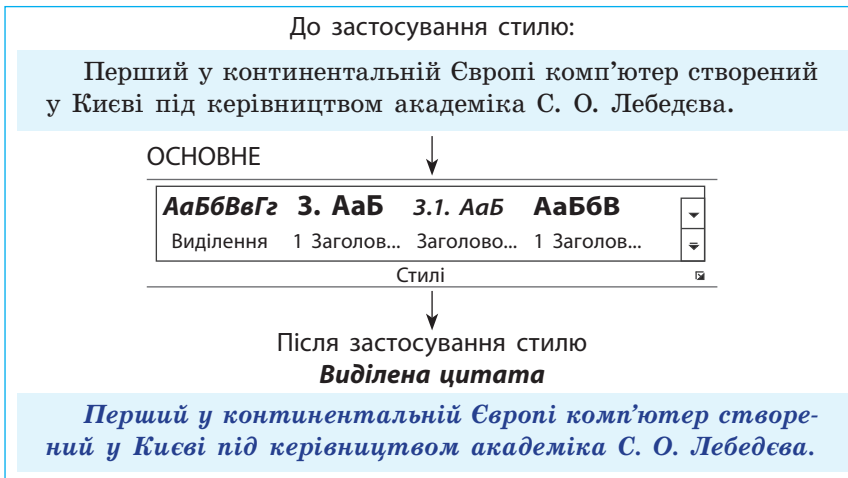 До застосування стилю:
Перший у континентальній Європі комп’ютер створений
у Києві під керівництвом академіка С. О. Лебедєва.
ОСНОВНЕ
АаБбВвГг 3. АаБ 3.1. АаБ АаБбВ
Виділення 1 Заголов... Заголово... 1 Заголов...
Стилі
Після застосування стилю
Виділена цитата
Перший у континентальній Європі комп’ютер створе-
ний у Києві під керівництвом академіка С. О. Лебедєва.